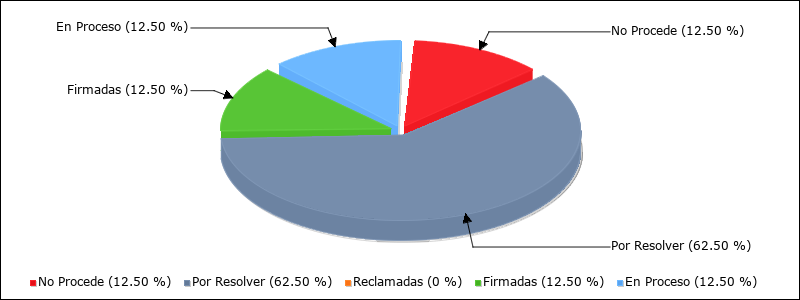 En Proceso (12.50 %)
No Procede (12.50 %)
Firmadas (12.50 %)
Por Resolver (62.50 %)
No Procede (12.50 %) Por Resolver (62.50 %) Reclamadas (0 %) Firmadas (12.50 %) En Proceso (12.50 %)